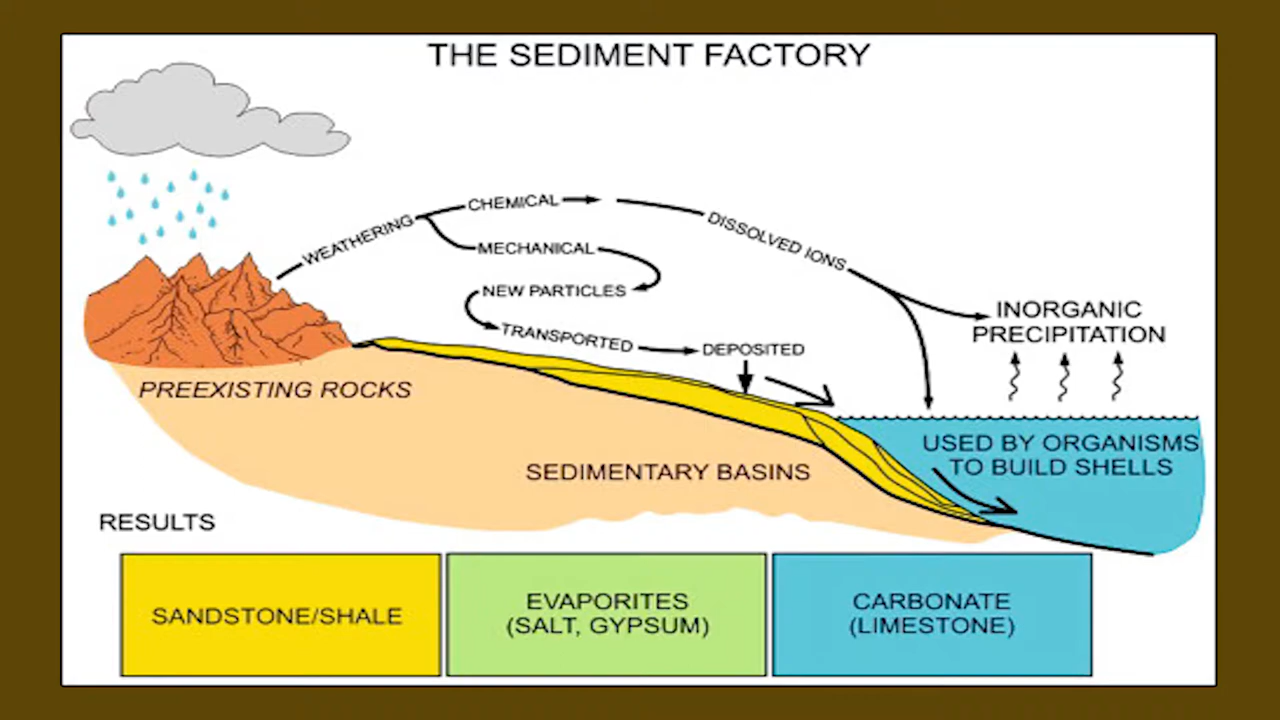 THE SEDIMENT FACTORY
WEATHERING
CHEMICAL
DISSOLVED IONS
MECHANICAL
NEW PARTICLES
TRANSPORTED
DEPOSITED
INORGANIC
PRECIPITATION
PREEXISTING ROCKS
USED BY ORGANISMS
TO BUILD SHELLS
SEDIMENTARY BASINS
RESULTS
SANDSTONE/SHALE
EVAPORITES
(SALT, GYPSUM)
CARBONATE
(LIMESTONE)